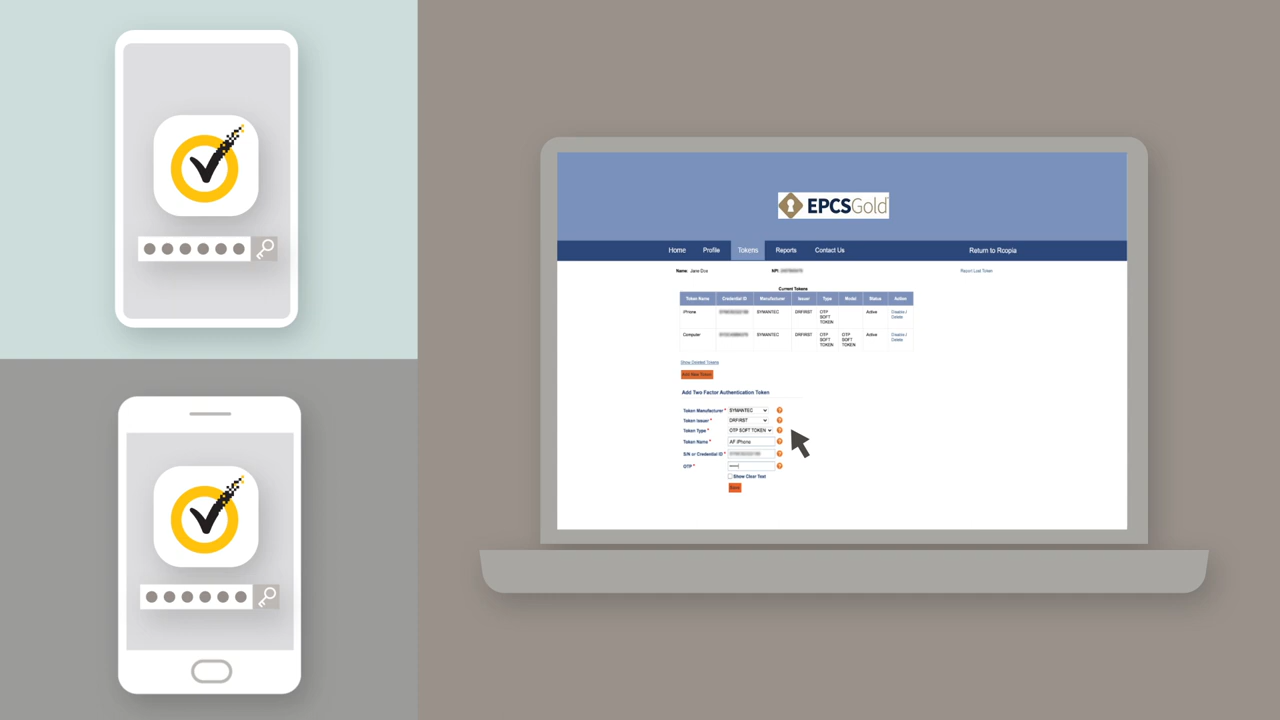 EPCSGold
Home Profile Tokens Reports Contact Us Return to Rcopia
Name: Jane Doe NPI: Report Lost Token
Current Tokens
Token Name Credential ID Manufacturer Issuer Type Model Status Action
iPhone SYMANTEC DRFIRST OTP SOFT TOKEN Active Disable / Delete
Computer SYMANTEC DRFIRST OTP SOFT TOKEN OTP SOFT TOKEN Active Disable / Delete
Show Deleted Tokens
Add New Token
Add Two Factor Authentication Token
Token Manufacturer * SYMANTEC
Token Issuer * DRFIRST
Token Type * OTP SOFT TOKEN
Token Name * AF iPhone
S/N or Credential ID *
OTP *
Show Clear Text
Save